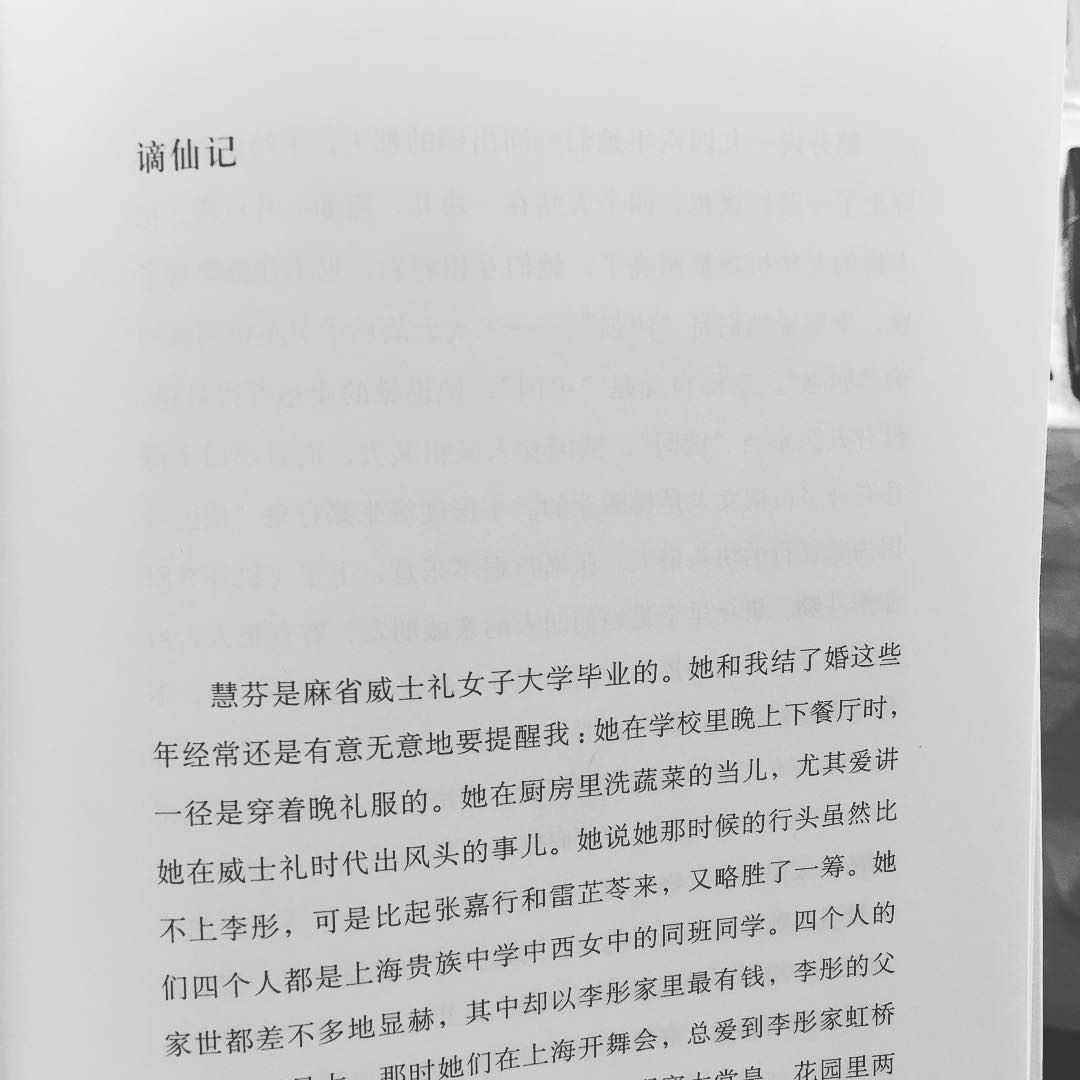 谪仙记
慧芬是麻省威士礼女子大学毕业的。她和我结了婚这些
年经常还是有意无意地要提醒我：她在学校里晚上下餐厅时，
一径是穿着晚礼服的。她在厨房里洗蔬菜的当儿，尤其爱讲
她在威士礼时代出风头的事儿。她说她那时候的行头虽然比
不上李彤，可是比起张嘉行和雷芷苓来，又略胜了一筹。她
们四个人都是上海贵族中学中西女中的同班同学。四个人的
家世都差不多地显赫，其中却以李彤家里最有钱，李彤的父
那时她们在上海开舞会，总爱到李彤家虹桥
花园里两